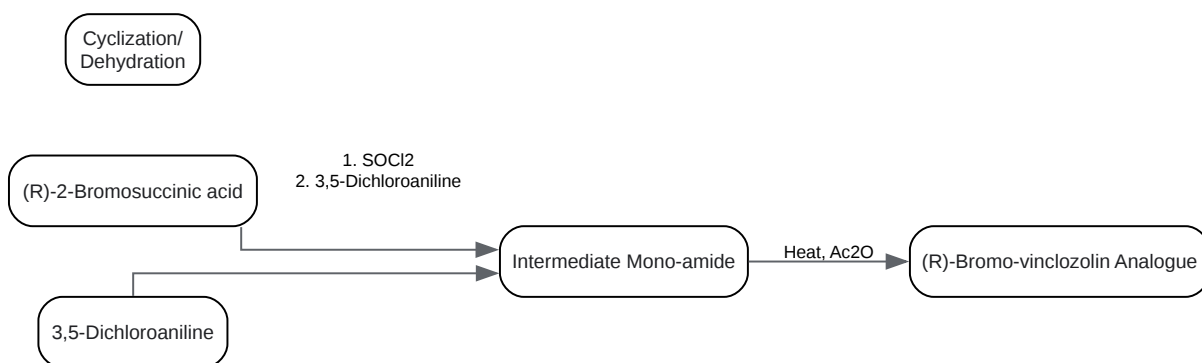 Cyclization/
Dehydration
(R)-2-Bromosuccinic acid
1. SOCl2
2. 3,5-Dichloroaniline
Intermediate Mono-amide
Heat, Ac2O
(R)-Bromo-vinclozolin Analogue
3,5-Dichloroaniline